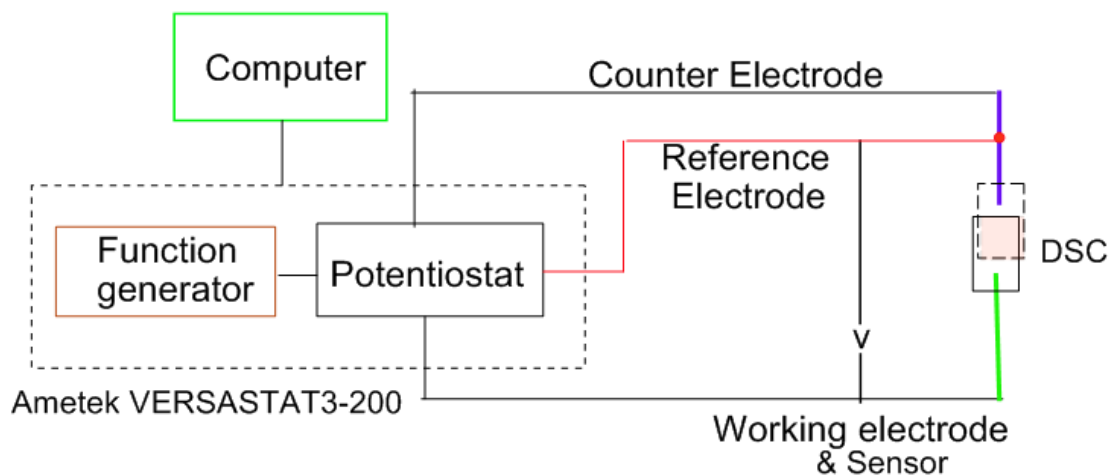 Computer
Counter Electrode
Reference
Electrode
Function
generator
Potentiostat
DSC
V
Ametek VERSASTAT3-200
Working electrode
& Sensor